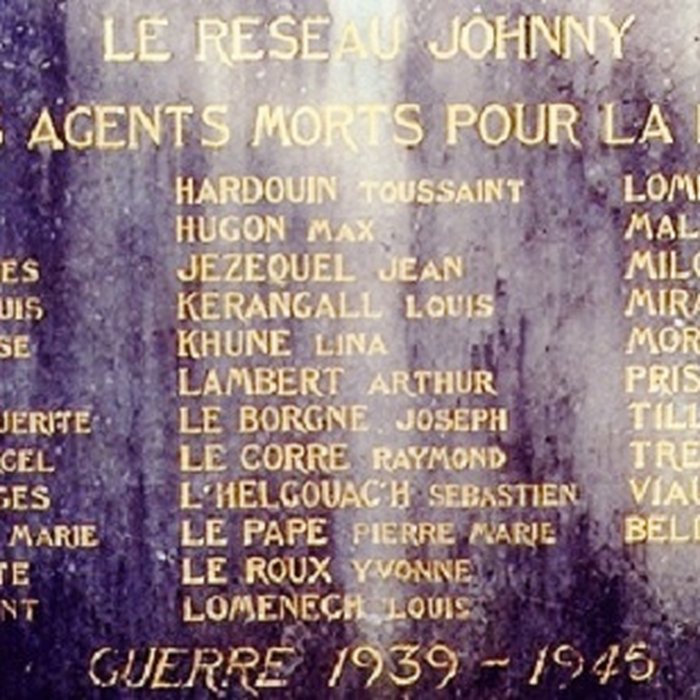 LE RESEAU JOHNNY
AGENTS MORTS POUR LA
HARDOUIN TOUSSAINT
HUGON MAX
JEZEQUEL JEAN
KERANGALL LOUIS
KHUNE LINA
LAMBERT ARTHUR
LE BORGNE JOSEPH
LE CORRE RAYMOND
L'HELGOUAC'H SEBASTIEN
MARIE LE PAPE PIERRE MARIE
LE ROUX YVONNE
LOMENECH LOUIS
GUERRE 1939 - 1945